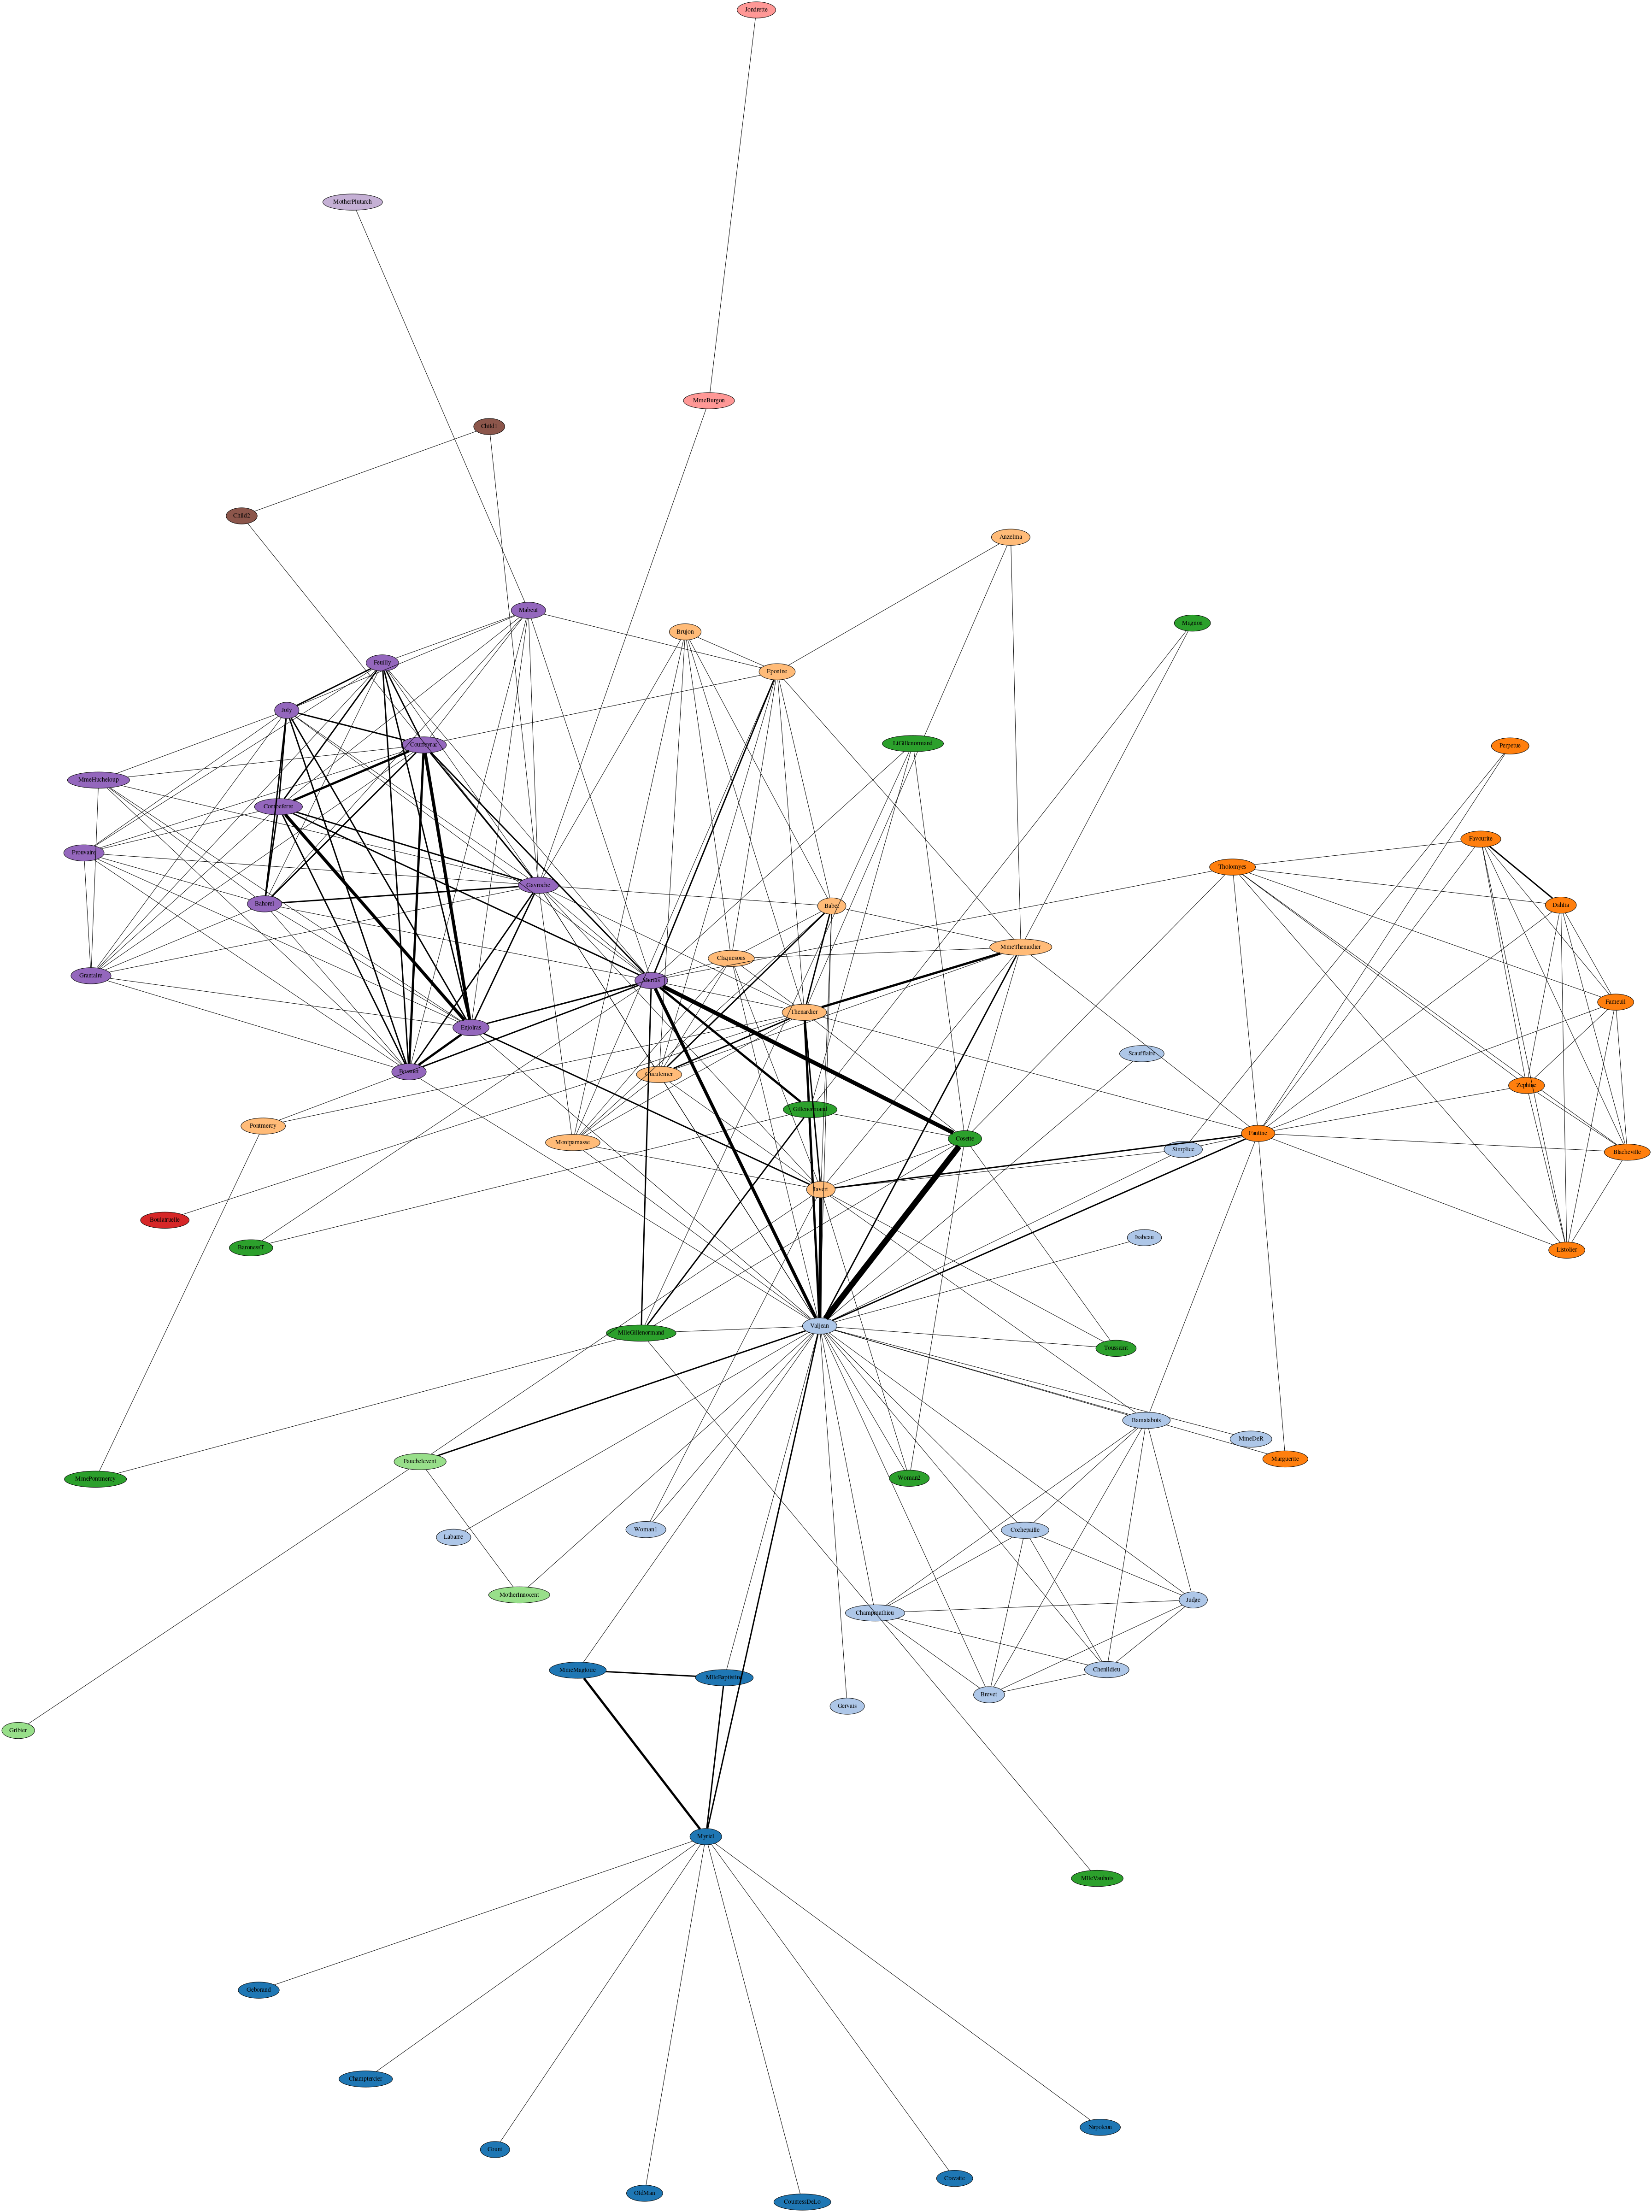 Jondrette
MotherPlutarch
MmeBurgon
Child1
Child2
Anzelma
Mabeuf
Magnon
Brujon
Feuilly
Eponine
Joly
LtGillenormand
Courfeyrac
Perpetue
MmeHucheloup
Combeferre
Favourite
Prouvaire
Tholomyes
Gavroche
Bahorel
Babet
Dahlia
MmeThenardier
Claquesous
Grantaire
Marius
Fameuil
Thenardier
Enjolras
Scaufflaire
Bossuet
Gueulemer
Zephine
Gillenormand
Pontmercy
Fantine
Cosette
Montparnasse
Simplice
Blacheville
Javert
Boulatruelle
Isabeau
BaronessT
Listolier
Valjean
MlleGillenormand
Toussaint
Bamatabois
MmeDeR
Marguerite
Fauchelevent
Woman2
MmePontmercy
Woman1
Cochepaille
Labarre
MotherInnocent
Judge
Champmathieu
Chenildieu
MmeMagloire
MlleBaptistine
Brevet
Gervais
Gribier
Myriel
MlleVaubois
Geborand
Champtercier
Napoleon
Count
Cravatte
OldMan
CountessDeLo